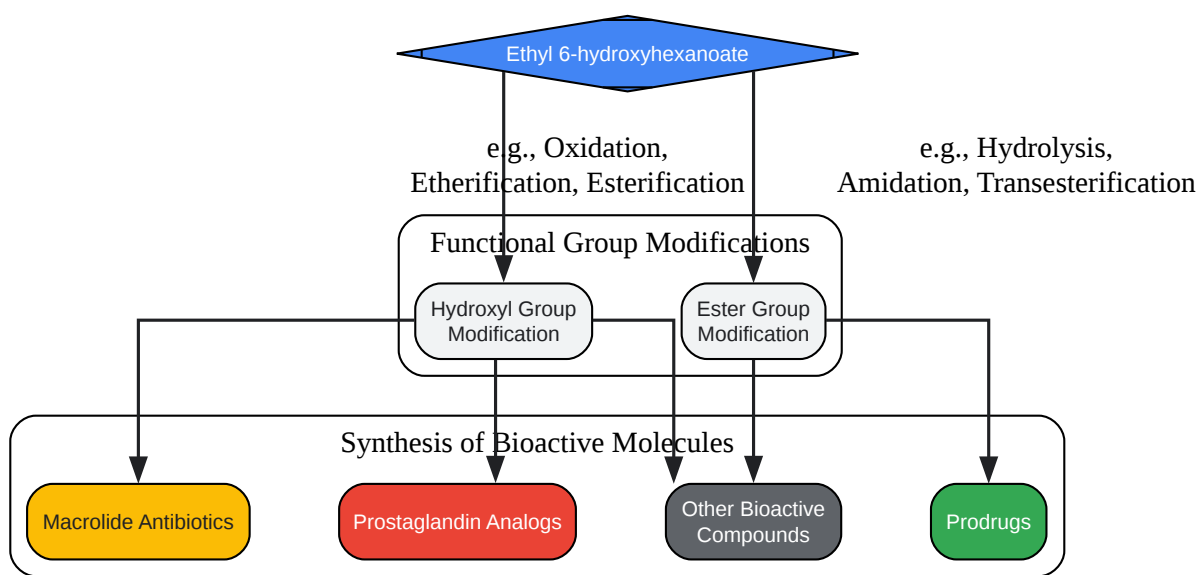 Ethyl 6-hydroxyhexanoate
e.g., Oxidation,
Etherification, Esterification
e.g., Hydrolysis,
Amidation, Transesterification
Functional Group Modifications
Hydroxyl Group
Modification
Ester Group
Modification
Synthesis of Bioactive Molecules
Macrolide Antibiotics
Prostaglandin Analogs
Other Bioactive
Compounds
Prodrugs